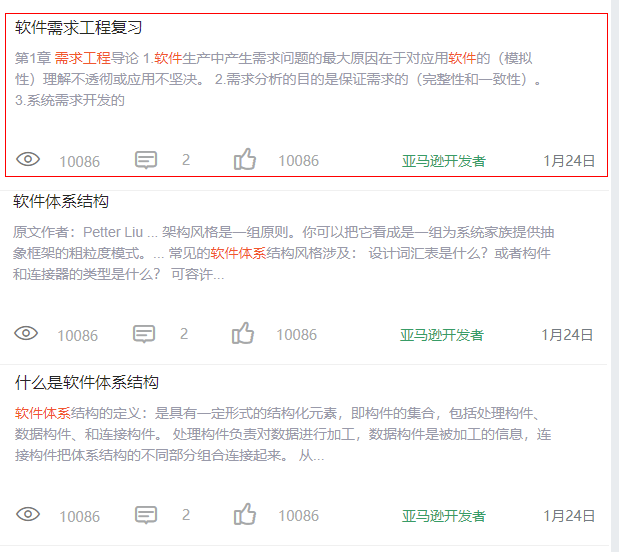 软件需求工程复习
第1章 需求工程导论 1.软件生产中产生需求问题的最大原因在于对应用软件的（模拟
性）理解不透彻或应用不坚决。 2.需求分析的目的是保证需求的（完整性和一致性）。
3.系统需求开发的
10086 2 10086 亚马逊开发者 1月24日
软件体系结构
原文作者：Petter Liu ... 架构风格是一组原则。你可以把它看成是一组为系统家族提供抽
象框架的粗粒度模式。... 常见的软件体系结构风格涉及： 设计词汇表是什么？或者构件
和连接器的类型是什么？ 可容许...
10086 2 10086 亚马逊开发者 1月24日
什么是软件体系结构
软件体系结构的定义：是具有一定形式的结构化元素，即构件的集合，包括处理构件、
数据构件、和连接构件。 处理构件负责对数据进行加工，数据构件是被加工的信息，连
接构件把体系结构的不同部分组合连接起来。 从...
10086 2 10086 亚马逊开发者 1月24日